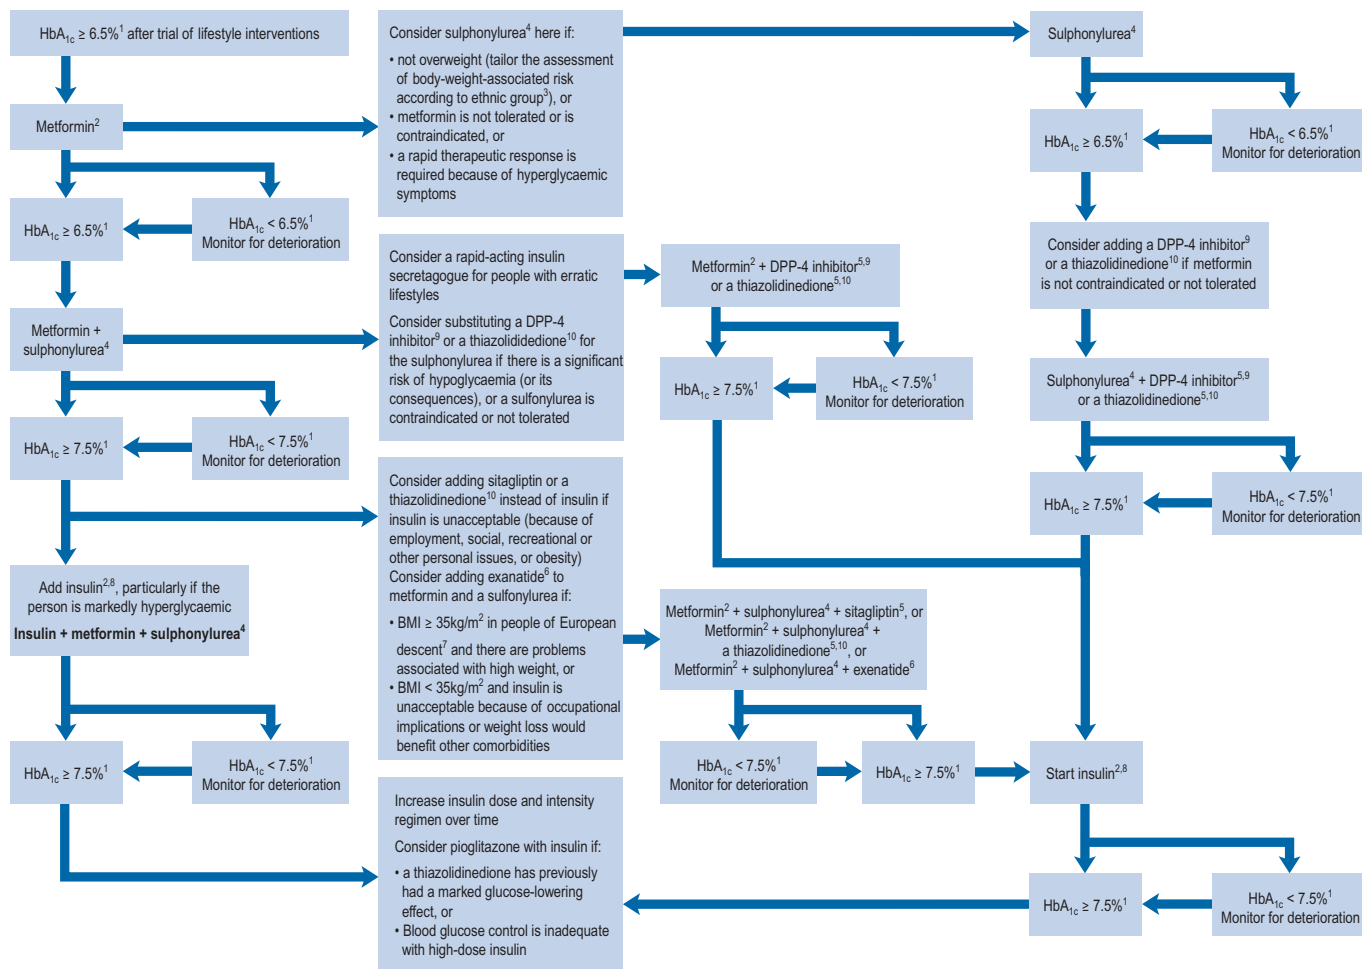 HbA1c ≥ 6.5%1 after trial of lifestyle interventions
Metformin2
HbA1c ≥ 6.5%1
HbA1c < 6.5%1
Monitor for deterioration
Metformin +
sulphonylurea4
HbA1c ≥ 7.5%1
HbA1c < 7.5%1
Monitor for deterioration
Add insulin2,8, particularly if the
person is markedly hyperglycaemic
Insulin + metformin + sulphonylurea4
HbA1c ≥ 7.5%1
HbA1c < 7.5%1
Monitor for deterioration
Consider sulphonylurea4 here if:
• not overweight (tailor the assessment
of body-weight-associated risk
according to ethnic group3), or
• metformin is not tolerated or is
contraindicated, or
• a rapid therapeutic response is
required because of hyperglycaemic
symptoms
Consider a rapid-acting insulin
secretagogue for people with erratic
lifestyles
Consider substituting a DPP-4
inhibitor9 or a thiazolididedione10 for
the sulphonylurea if there is a significant
risk of hypoglycaemia (or its
consequences), or a sulfonylurea is
contraindicated or not tolerated
Consider adding sitagliptin or a
thiazolidinedione10 instead of insulin if
insulin is unacceptable (because of
employment, social, recreational or
other personal issues, or obesity)
Consider adding exanatide6 to
metformin and a sulfonylurea if:
• BMI ≥ 35kg/m2 in people of European
descent7 and there are problems
associated with high weight, or
• BMI < 35kg/m2 and insulin is
unacceptable because of occupational
implications or weight loss would
benefit other comorbidities
Increase insulin dose and intensity
regimen over time
Consider pioglitazone with insulin if:
• a thiazolidinedione has previously
had a marked glucose-lowering
effect, or
• Blood glucose control is inadequate
with high-dose insulin
Metformin2 + DPP-4 inhibitor5,9
or a thiazolidinedione5,10
HbA1c ≥ 7.5%1
HbA1c < 7.5%1
Monitor for deterioration
Metformin2 + sulphonylurea4 + sitagliptin5, or
Metformin2 + sulphonylurea4 +
a thiazolidinedione5,10, or
Metformin2 + sulphonylurea4 + exenatide6
HbA1c < 7.5%1
Monitor for deterioration
HbA1c ≥ 7.5%1
Sulphonylurea4
HbA1c ≥ 6.5%1
HbA1c < 6.5%1
Monitor for deterioration
Consider adding a DPP-4 inhibitor9
or a thiazolidinedione10 if metformin
is not contraindicated or not tolerated
Sulphonylurea4 + DPP-4 inhibitor5,9
or a thiazolidinedione5,10
HbA1c ≥ 7.5%1
HbA1c < 7.5%1
Monitor for deterioration
Start insulin2,8
HbA1c ≥ 7.5%1
HbA1c < 7.5%1
Monitor for deterioration